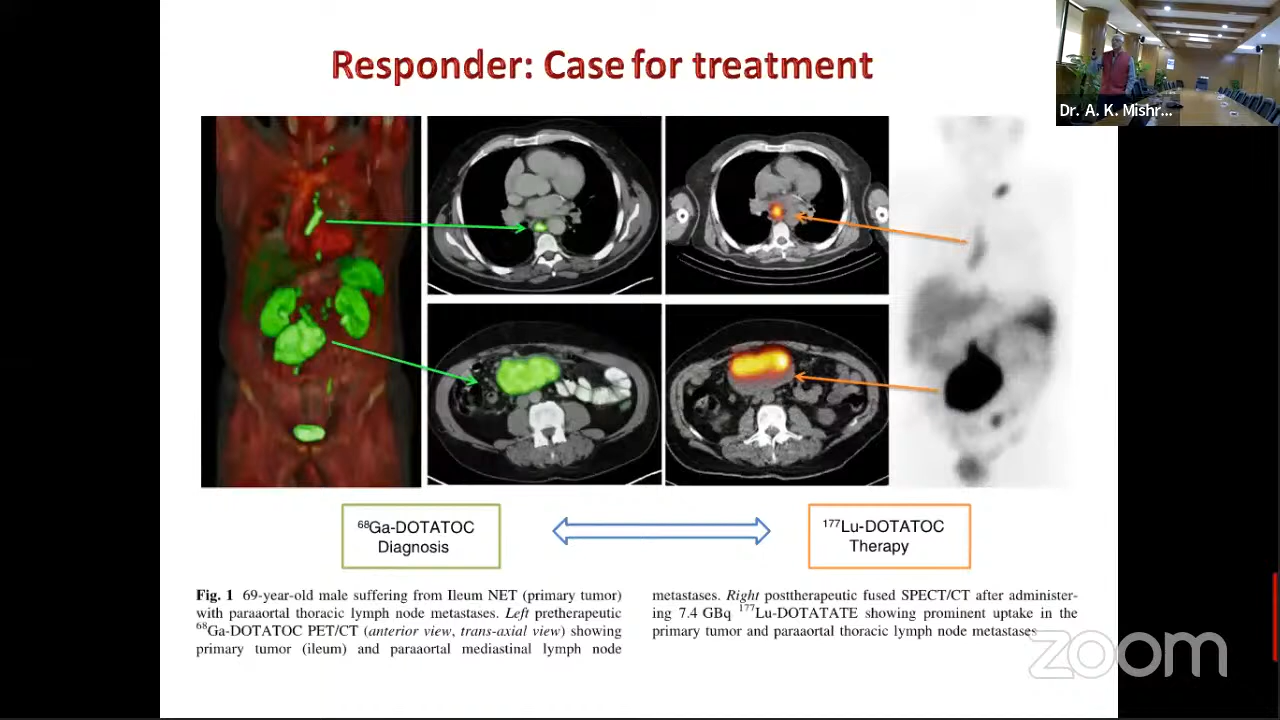 Responder: Case for treatment
Dr. A. K. Mishr...
⁶⁸Ga-DOTATOC
Diagnosis
¹⁷⁷Lu-DOTATOC
Therapy
Fig. 1 69-year-old male suffering from Ileum NET (primary tumor)
with paraaortal thoracic lymph node metastases. Left pretherapeutic
⁶⁸Ga-DOTATOC PET/CT (anterior view, trans-axial view) showing
primary tumor (ileum) and paraaortal mediastinal lymph node
metastases. Right posttherapeutic fused SPECT/CT after administer-
ing 7.4 GBq ¹⁷⁷Lu-DOTATATE showing prominent uptake in the
primary tumor and paraaortal thoracic lymph node metastases
zoom